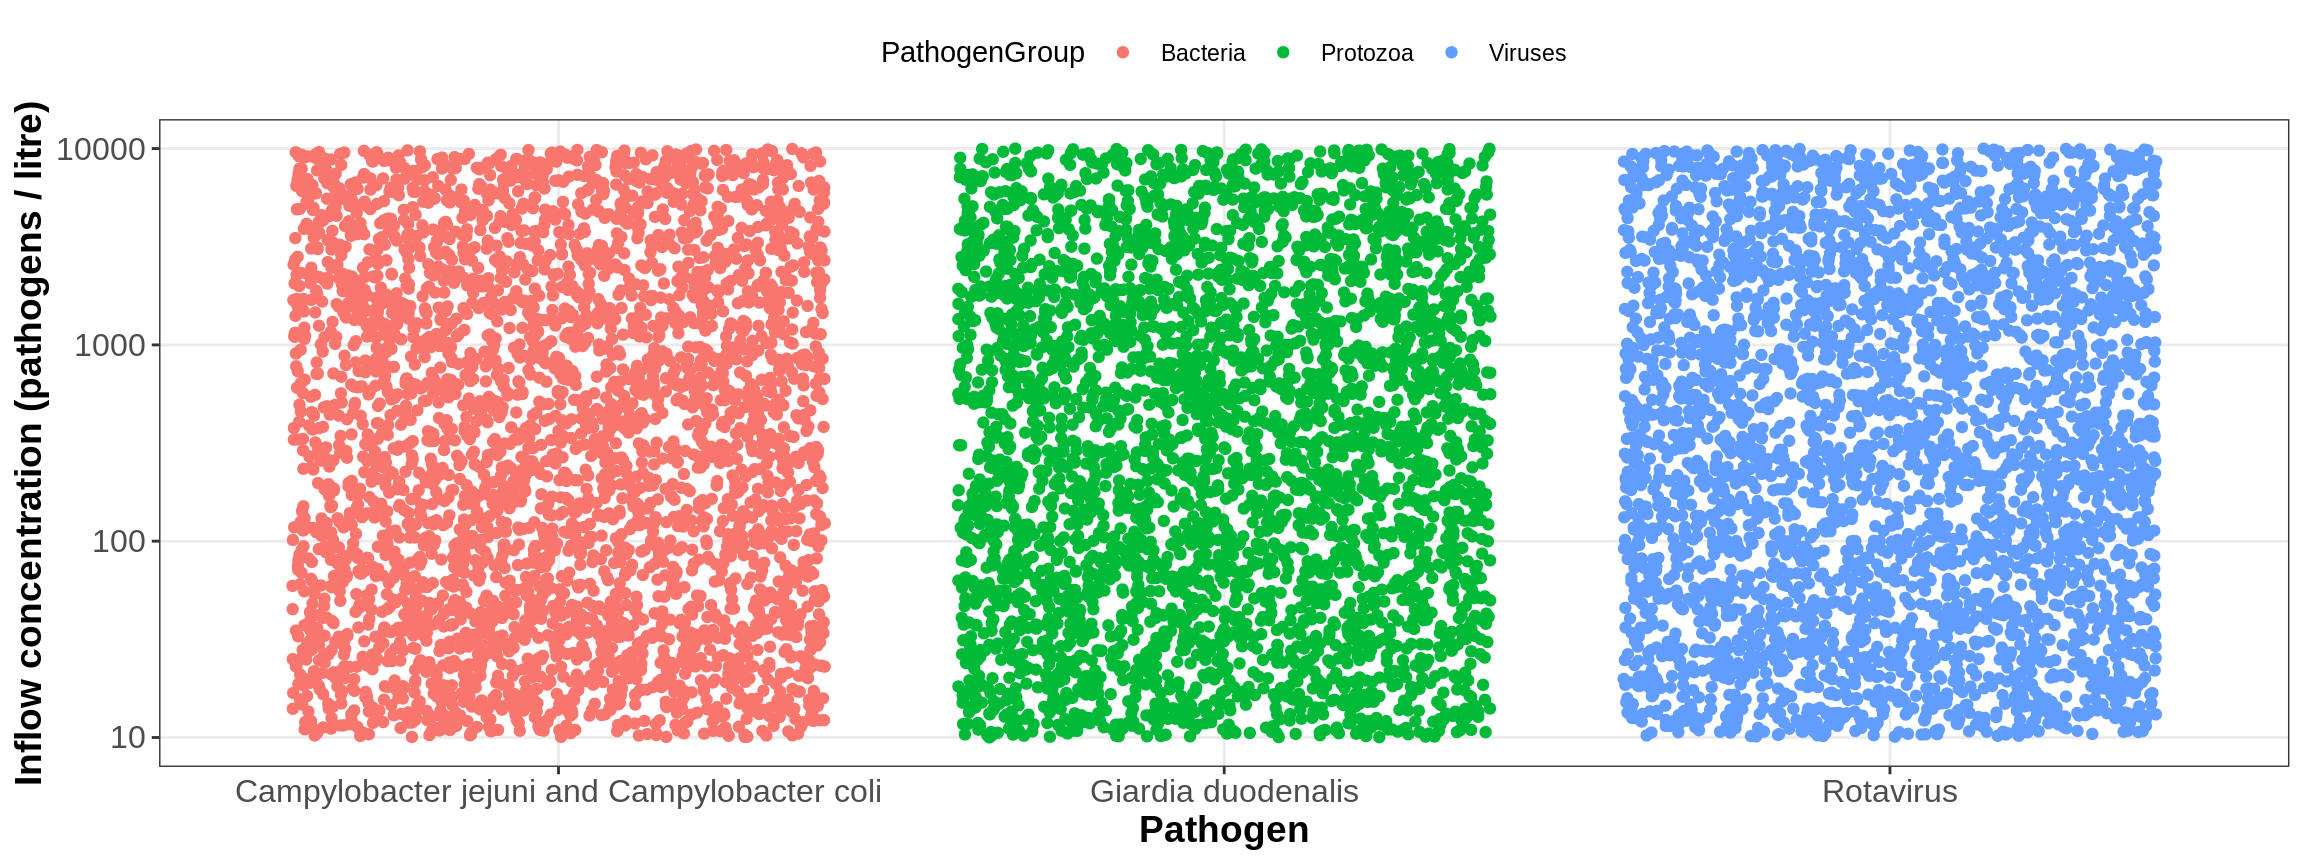 PathogenGroup Bacteria Protozoa Viruses
Inflow concentration (pathogens / litre)
10000
1000
100
10
Campylobacter jejuni and Campylobacter coli Giardia duodenalis Rotavirus
Pathogen